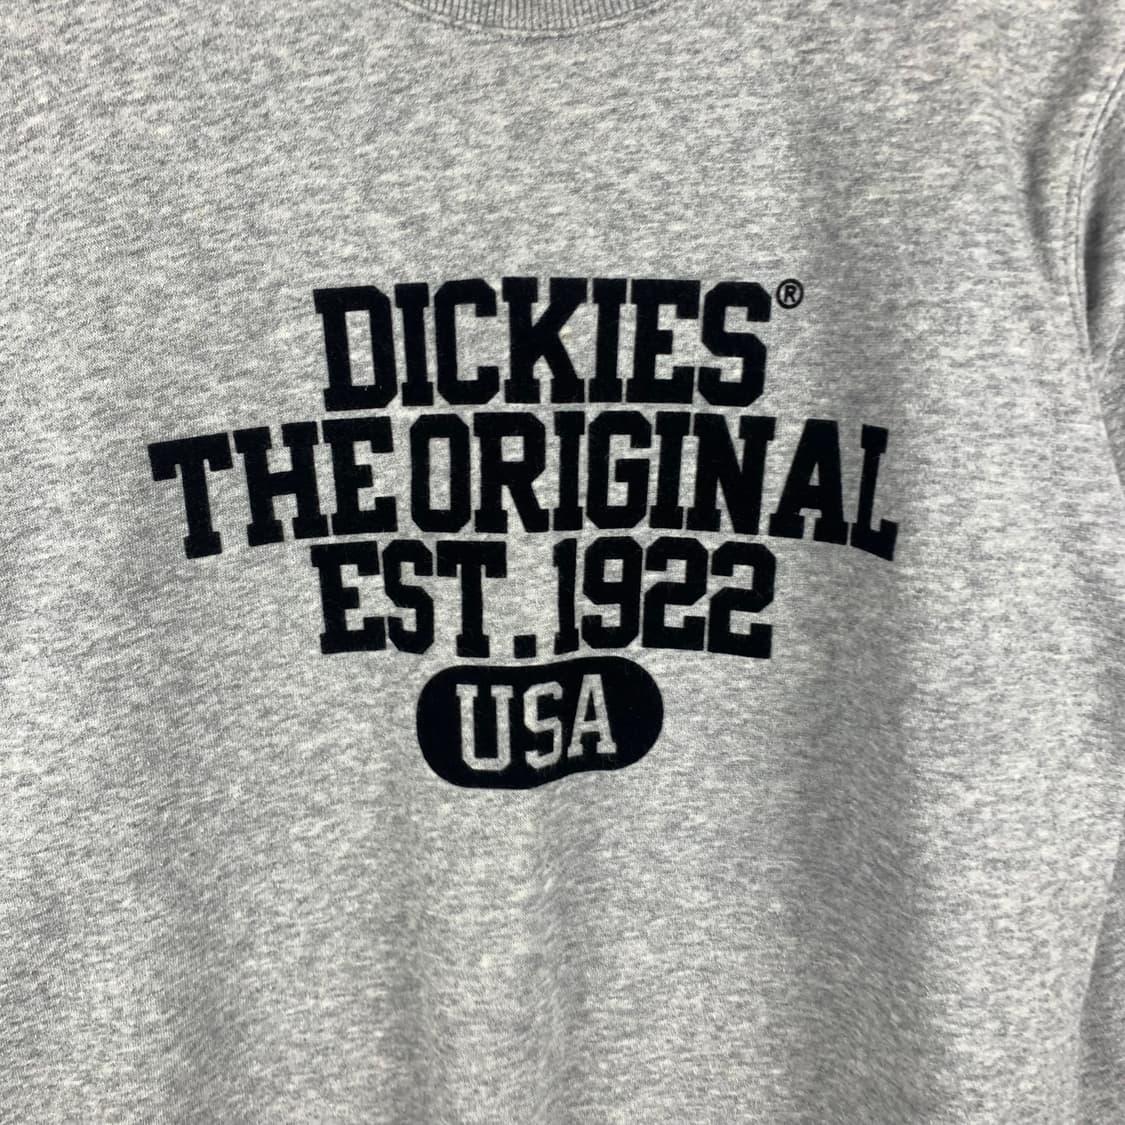 DICKIES®
THE ORIGINAL
EST. 1922
USA